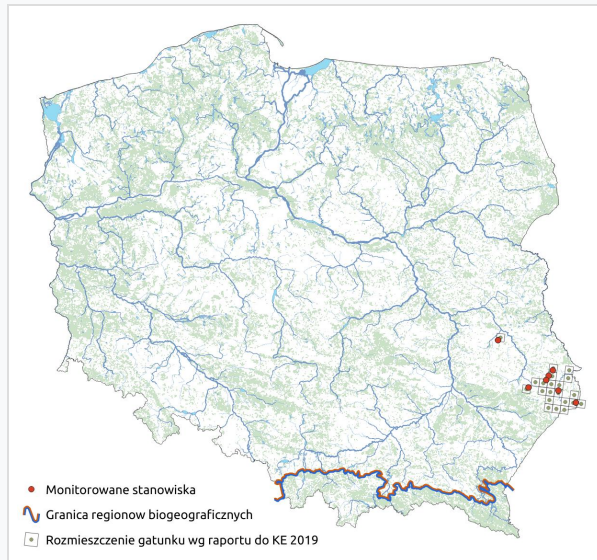 Monitorowane stanowiska
Granica regionow biogeograficznych
Rozmieszczenie gatunku wg raportu do KE 2019